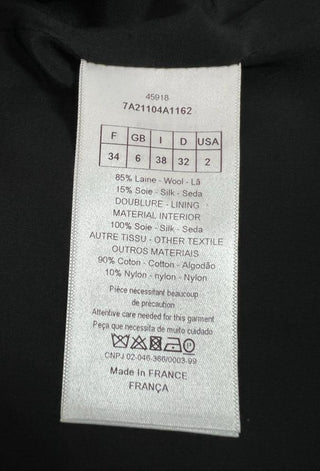 45918
7A21104A1162
F GB I D USA
34 6 38 32 2
85% Laine - Wool - Lã
15% Soie - Silk - Seda
DOUBLURE - LINING
MATERIAL INTERIOR
100% Soie - Silk - Seda
AUTRE TISSU - OTHER TEXTILE
OUTROS MATERIAIS
90% Coton - Cotton - Algodão
10% Nylon - nylon - Nylon
Pièce nécessitant beaucoup
de précaution
Attentive care needed for this garment
Peça que necessita de muito cuidado
CNPJ 02-046-366/0003-99
Made in FRANCE
FRANÇA